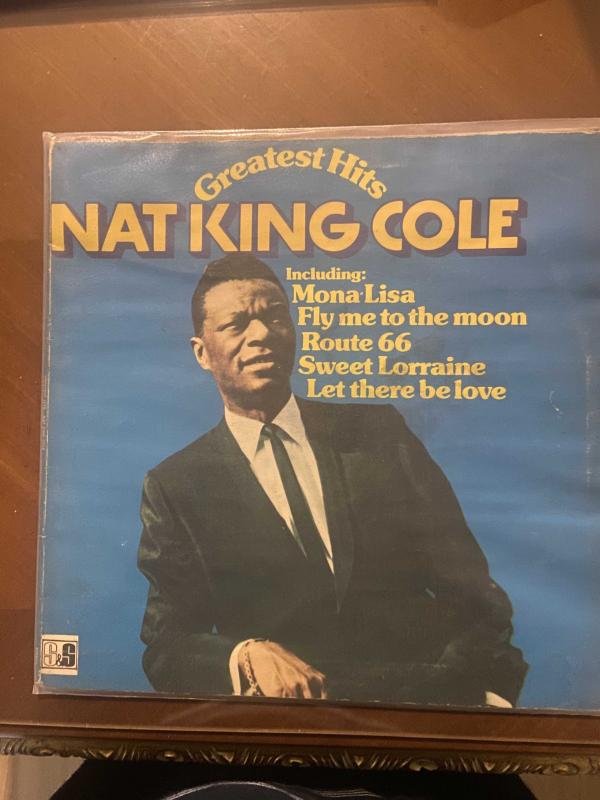 Greatest Hits
NAT KING COLE
Including:
Mona Lisa
Fly me to the moon
Route 66
Sweet Lorraine
Let there be love
S&S